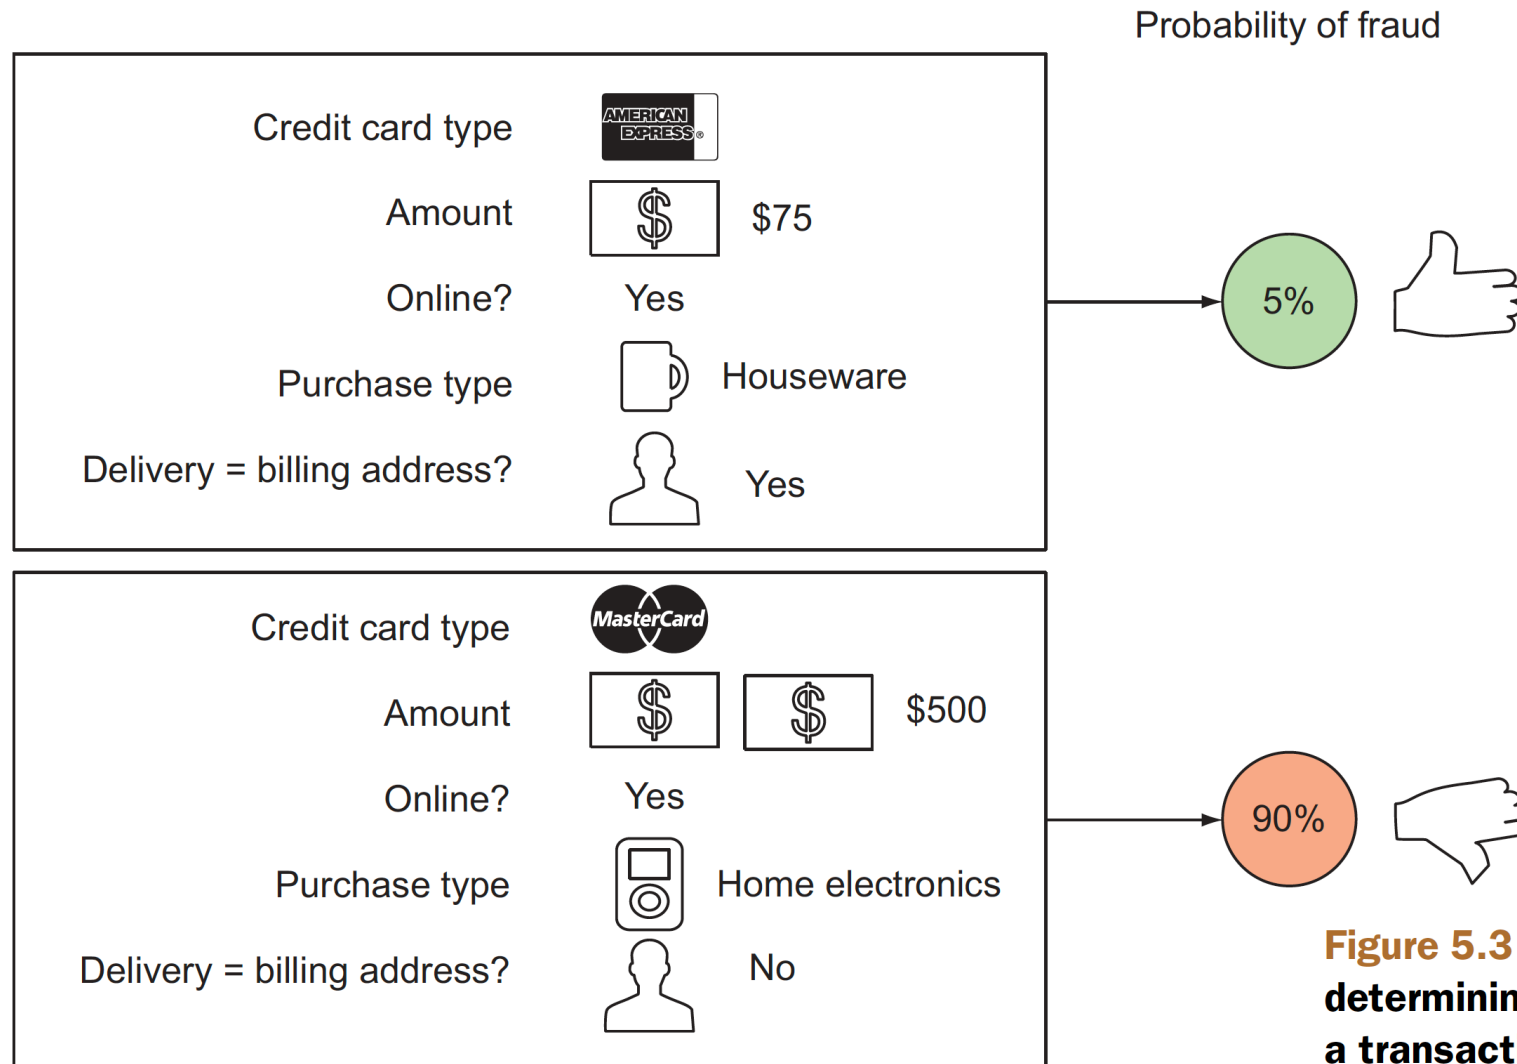 Probability of fraud
Credit card type
AMERICAN
EXPRESS®
Amount
$
$75
Online?
Yes
Purchase type
Houseware
Delivery = billing address?
Yes
5%
Credit card type
MasterCard
Amount
$
$
$500
Online?
Yes
Purchase type
Home electronics
Delivery = billing address?
No
90%
Figure 5.3
determinin
a transact